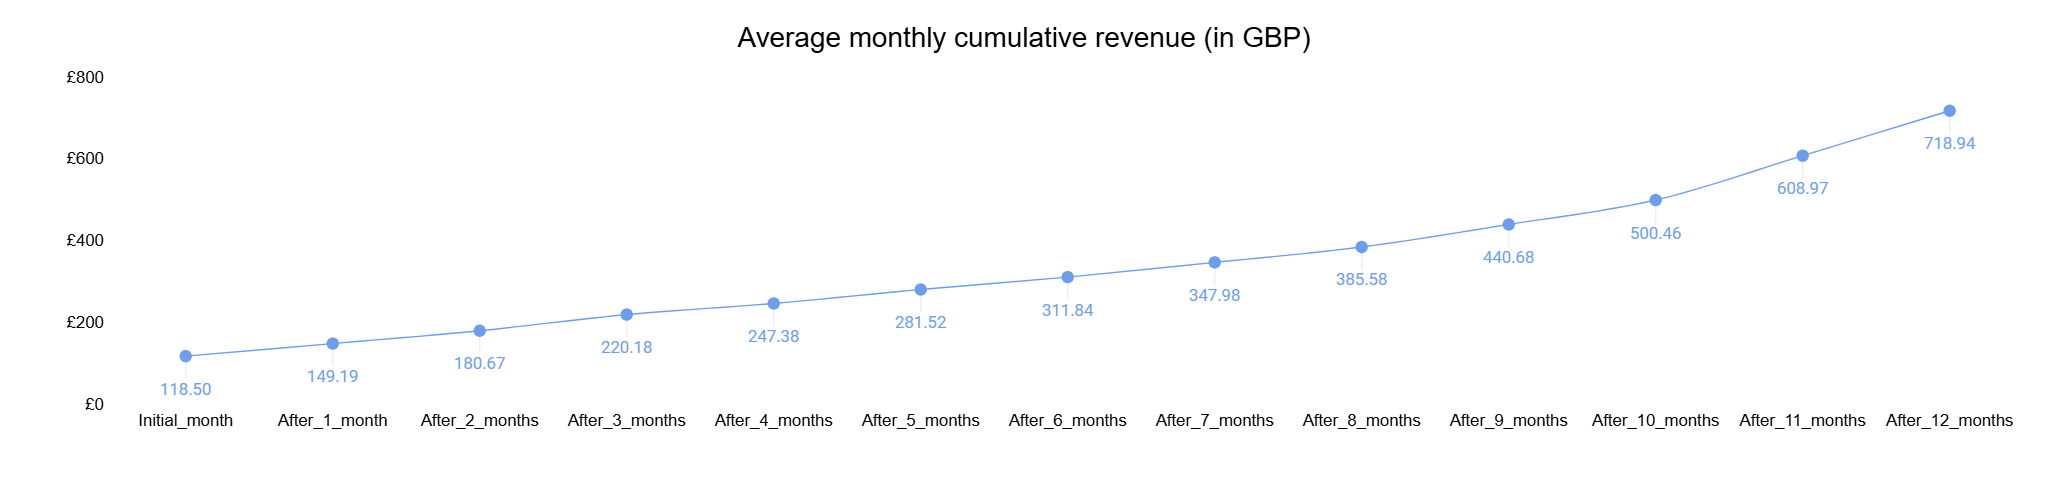 Average monthly cumulative revenue (in GBP)
£800
£600
£400
£200
£0
118.50
149.19
180.67
220.18
247.38
281.52
311.84
347.98
385.58
440.68
500.46
608.97
718.94
Initial_month
After_1_month
After_2_months
After_3_months
After_4_months
After_5_months
After_6_months
After_7_months
After_8_months
After_9_months
After_10_months
After_11_months
After_12_months